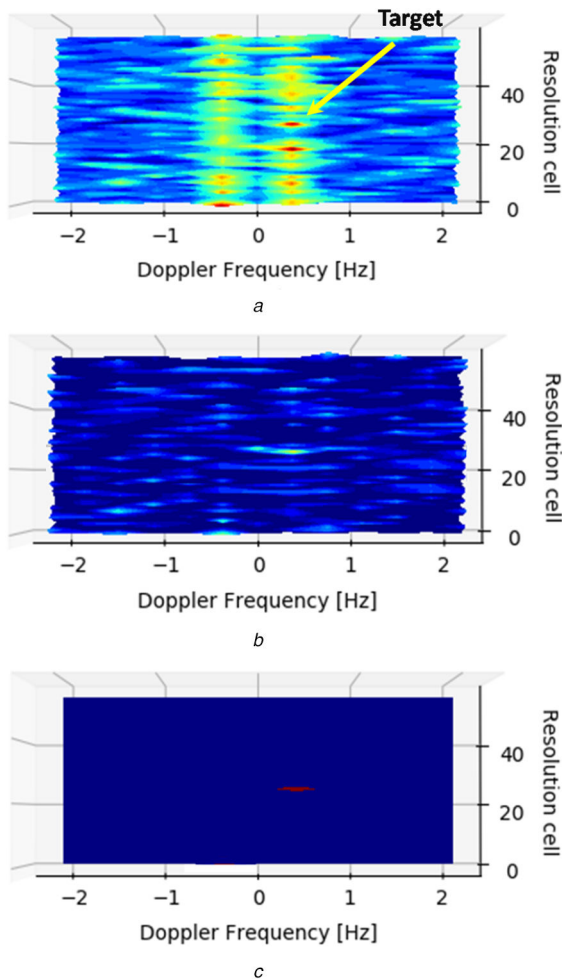 Target
Resolution cell
40
20
0
−2 −1 0 1 2
Doppler Frequency [Hz]
a
Resolution cell
40
20
0
−2 −1 0 1 2
Doppler Frequency [Hz]
b
Resolution cell
40
20
0
−2 −1 0 1 2
Doppler Frequency [Hz]
c